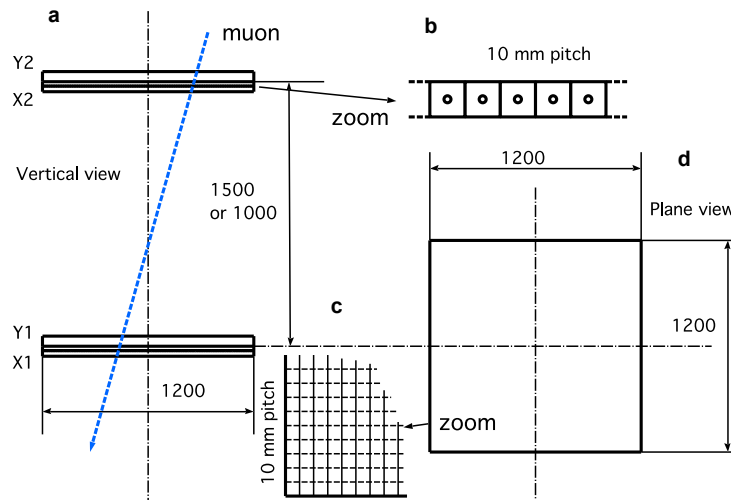 a
muon
Y2
X2
zoom
Vertical view
1500
or 1000
Y1
X1
1200
b
10 mm pitch
c
10 mm pitch
zoom
1200
d
Plane view
1200